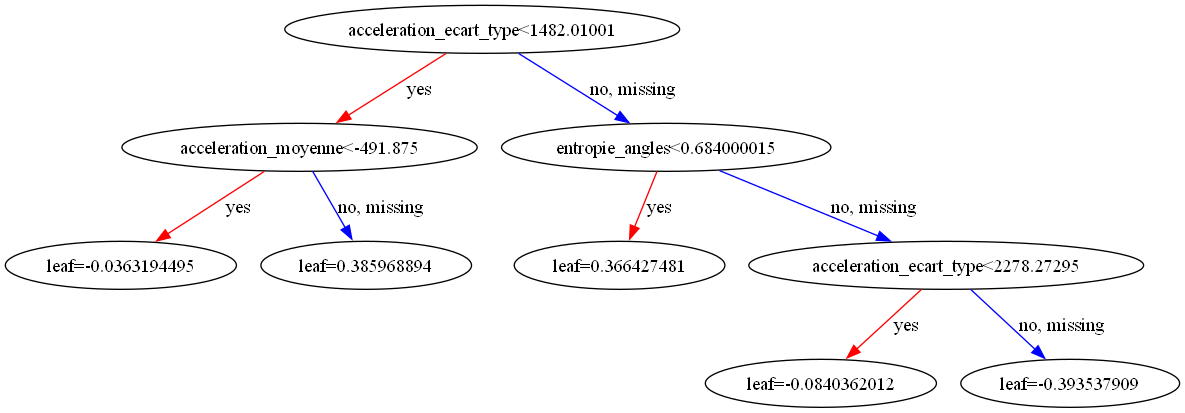 acceleration_ecart_type<1482.01001
yes
no, missing
acceleration_moyenne<-491.875
entropie_angles<0.684000015
yes
no, missing
yes
no, missing
leaf=-0.0363194495
leaf=0.385968894
leaf=0.366427481
acceleration_ecart_type<2278.27295
yes
no, missing
leaf=-0.0840362012
leaf=-0.393537909